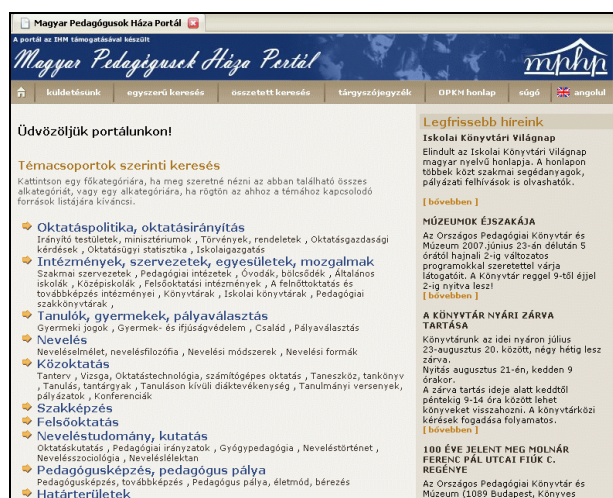 Magyar Pedagógusok Háza Portál
A portál az IHM támogatásával készült
Magyar Pedagógusok Háza Portál
mphp
küldetésünk
egyszerű keresés
összetett keresés
tárgyszójegyzék
OPKM honlap
súgó
angolul
Üdvözöljük portálunkon!
Témacsoportok szerinti keresés
Kattintson egy főkategóriára, ha meg szeretné nézni az abban található összes
alkategóriát, vagy egy alkategóriára, ha rögtön az ahhoz a témához kapcsolodó
források listájára kíváncsi.
Oktatáspolitika, oktatásirányítás
Irányító testületek, minisztériumok , Törvények, rendeletek , Oktatásgazdasági
kérdések , Oktatásügyi statisztika , Iskolaigazgatás
Intézmények, szervezetek, egyesületek, mozgalmak
Szakmai szervezetek , Pedagógiai intézetek , Óvodák, bölcsődék , Általános
iskolák , Középiskolák , Felsőoktatási intézmények , A felnőttoktatás és
továbbképzés intézményei , Könyvtárak , Iskolai könyvtárak , Pedagógiai
szakkönyvtárak ,
Tanulók, gyermekek, pályaválasztás
Gyermeki jogok , Gyermek- és ifjúságvédelem , Család , Pályaválasztás
Nevelés
Neveléselmélet, nevelésfilozófia , Nevelési módszerek , Nevelési formák
Közoktatás
Tanterv , Vizsga, Oktatástechnológia, számítógépes oktatás , Taneszköz, tankönyv
, Tanulás, tantárgyak , Tanuláson kívüli diáktevékenység , Tanulmányi versenyek,
pályázatok , Konferenciák
Szakképzés
Felsőoktatás
Neveléstudomány, kutatás
Oktatáskutatás , Pedagógiai irányzatok , Gyógypedagógia , Neveléstörténet ,
Nevelésszociológia , Neveléslélektan
Pedagógusképzés, pedagógus pálya
Pedagógusképzés, továbbképzés , Pedagógus pálya, életmód, bérezés
Határterületek
Legfrissebb híreink
Iskolai Könyvtári Világnap
Elindult az Iskolai Könyvtári Világnap
magyar nyelvű honlapja. A honlapon
többek közt szakmai segédanyagok,
pályázati felhívások is olvashatók.
[ bővebben ]
MÚZEUMOK ÉJSZAKÁJA
Az Országos Pedagógiai Könyvtár és
Múzeum 2007.június 23-án délután 5
órától hajnali 2-ig változatos
programokkal szeretettel várja
látogatóit. A Könyvtár reggel 9-től éjjel
2-ig nyitva lesz!
[ bővebben ]
A KÖNYVTÁR NYÁRI ZÁRVA
TARTÁSA
Könyvtárunk az idei nyáron július
23-augusztus 20. között, négy hétig lesz
zárva.
Nyitás augusztus 21-én, kedden 9
órakor.
A zárva tartás ideje alatt keddtől
péntekig 9-14 óra között lehet
könyveket visszahozni. A könyvtárközi
kérések fogadása folyamatos.
[ bővebben ]
100 ÉVE JELENT MEG MOLNÁR
FERENC PÁL UTCAI FIÚK C.
REGÉNYE
Az Országos Pedagógiai Könyvtár és
Múzeum (1089 Budapest, Könyves